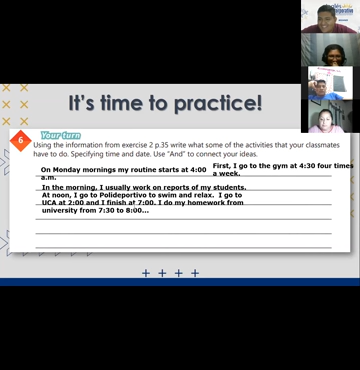 Inglés
Corporativo
It's time to practice!
6
Your turn
Using the information from exercise 2 p.35 write what some of the activities that your classmates
have to do. Specifying time and date. Use "And" to connect your ideas.
On Monday mornings my routine starts at 4:00
a.m.
First, I go to the gym at 4:30 four times
a week.
In the morning, I usually work on reports of my students.
At noon, I go to Polideportivo to swim and relax. I go to
UCA at 2:00 and I finish at 7:00. I do my homework from
university from 7:30 to 8:00...